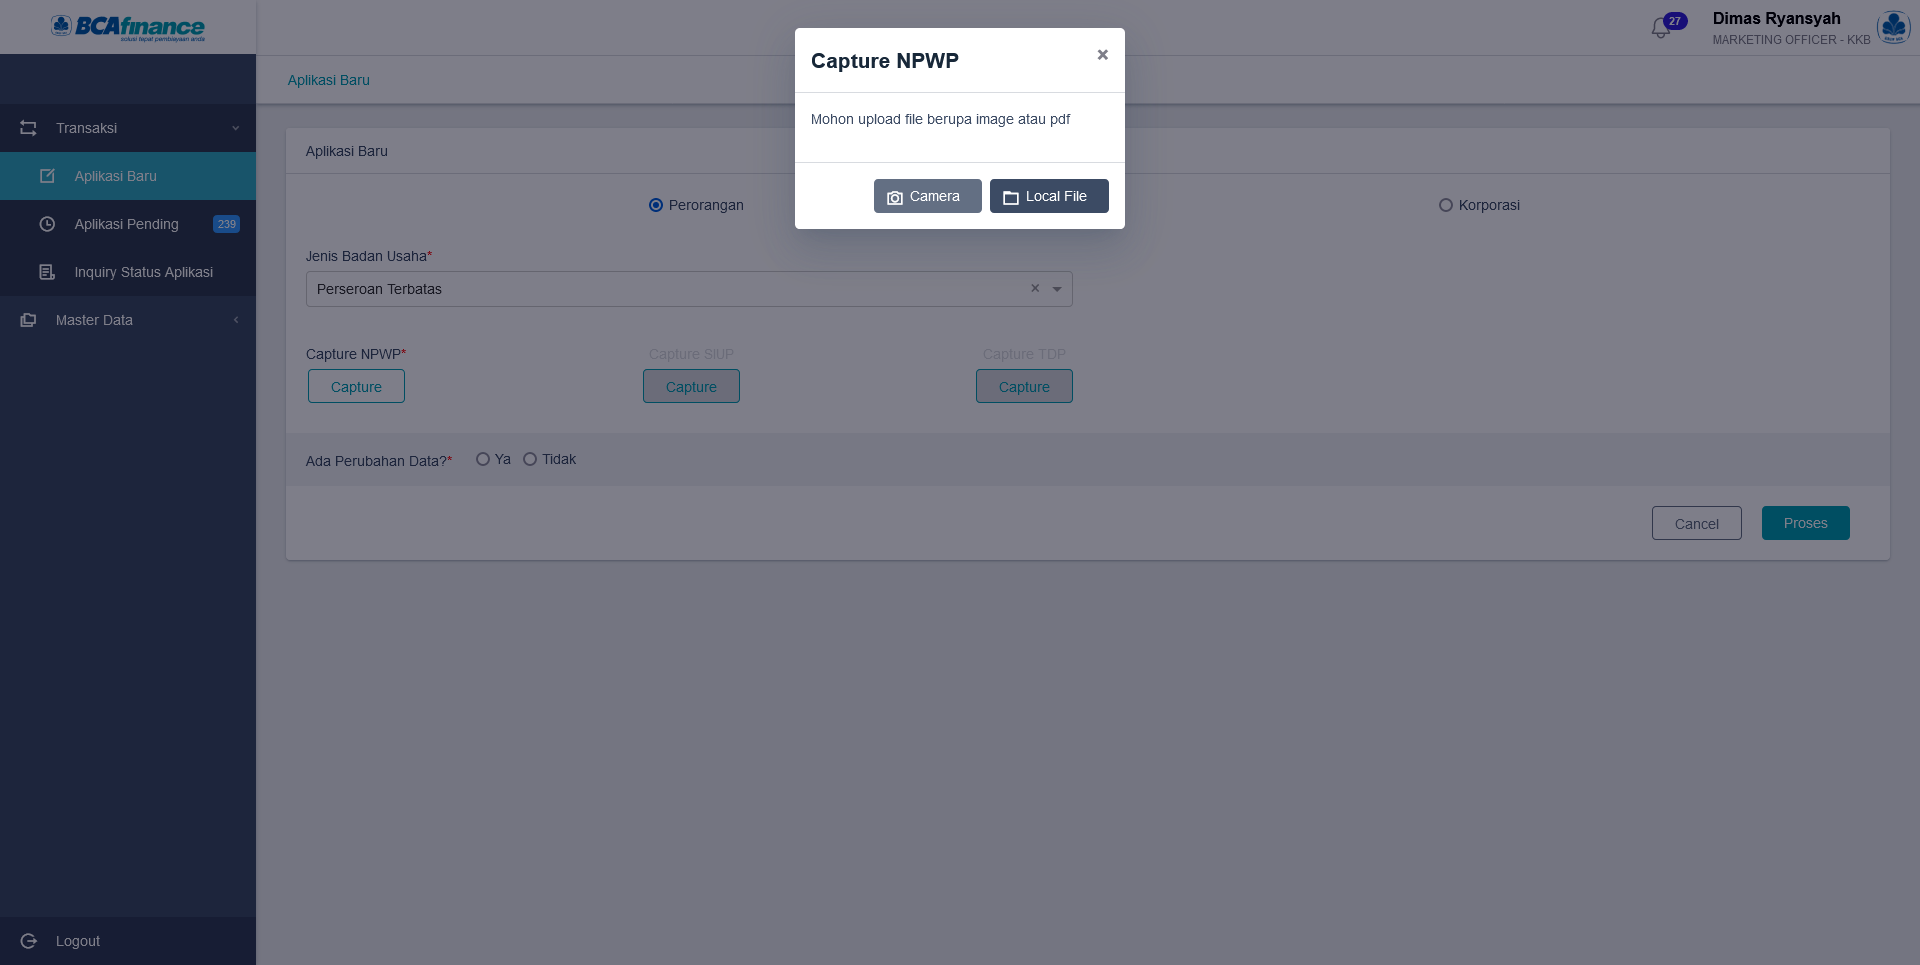 BCAfinance
solusi tepat pembiayaan anda
27
Dimas Ryansyah
MARKETING OFFICER - KKB
Aplikasi Baru
Transaksi
Aplikasi Baru
Aplikasi Pending 239
Inquiry Status Aplikasi
Master Data
Logout
Capture NPWP ×
Mohon upload file berupa image atau pdf
Camera Local File
Aplikasi Baru
Perorangan Korporasi
Jenis Badan Usaha*
Perseroan Terbatas ×
Capture NPWP* Capture SIUP Capture TDP
Capture Capture Capture
Ada Perubahan Data?* Ya Tidak
Cancel Proses